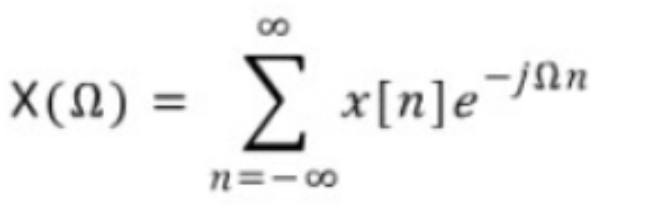 X(Ω) = ∑_{n=-∞}^{∞} x[n]e^{-jΩn}